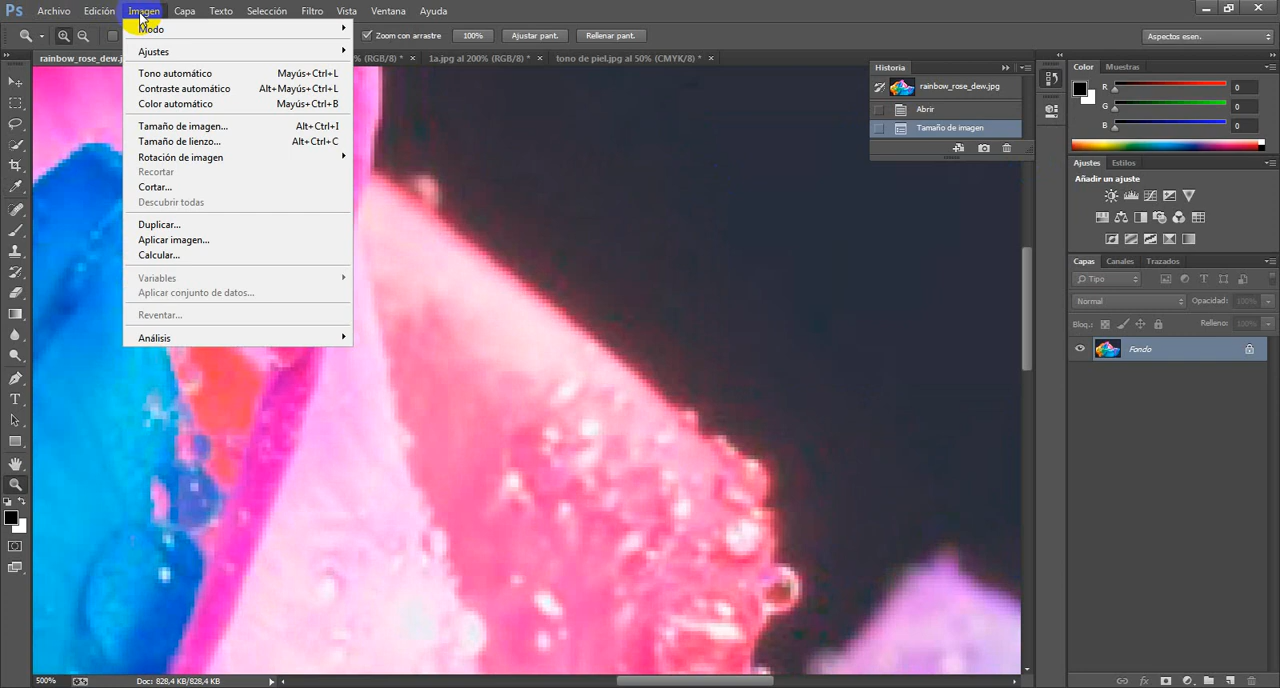 Ps Archivo Edición Imagen Capa Texto Selección Filtro Vista Ventana Ayuda
Zoom con arrastre 100% Ajustar pant. Rellenar pant. Aspectos esen.
rainbow_rose_dew.j (RGB/8) * × 1a.jpg al 200% (RGB/8) * × tono de piel.jpg al 50% (CMYK/8) * ×
Modo
Ajustes
Tono automático Mayús+Ctrl+L
Contraste automático Alt+Mayús+Ctrl+L
Color automático Mayús+Ctrl+B
Tamaño de imagen... Alt+Ctrl+I
Tamaño de lienzo... Alt+Ctrl+C
Rotación de imagen
Recortar
Cortar...
Descubrir todas
Duplicar...
Aplicar imagen...
Calcular...
Variables
Aplicar conjunto de datos...
Reventar...
Análisis
Historia
rainbow_rose_dew.jpg
Abrir
Tamaño de imagen
Color Muestras
R 0
G 0
B 0
Ajustes Estilos
Añadir un ajuste
Capas Canales Trazados
Tipo
Normal Opacidad: 100%
Bloq.: Relleno: 100%
Fondo
500% Doc: 828,4 KB/828,4 KB